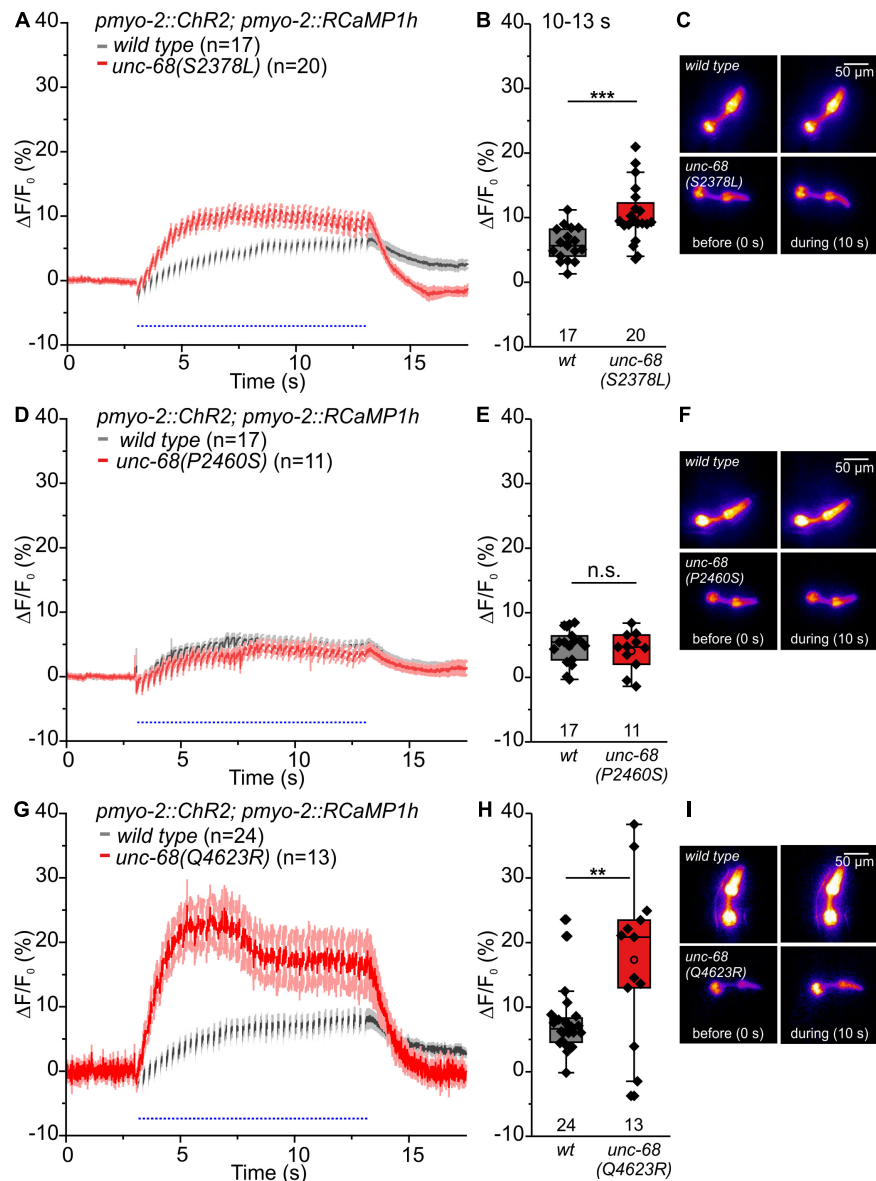 A pmyo-2::ChR2; pmyo-2::RCaMP1h
wild type (n=17)
unc-68(S2378L) (n=20)
ΔF/F0 (%)
40
30
20
10
0
-10
0 5 10 15
Time (s)
B 10-13 s
***
ΔF/F0 (%)
40
30
20
10
0
-10
17 20
wt unc-68
(S2378L)
C
wild type
50 µm
unc-68
(S2378L)
before (0 s) during (10 s)
D pmyo-2::ChR2; pmyo-2::RCaMP1h
wild type (n=17)
unc-68(P2460S) (n=11)
ΔF/F0 (%)
40
30
20
10
0
-10
0 5 10 15
Time (s)
E
n.s.
ΔF/F0 (%)
40
30
20
10
0
-10
17 11
wt unc-68
(P2460S)
F
wild type
50 µm
unc-68
(P2460S)
before (0 s) during (10 s)
G pmyo-2::ChR2; pmyo-2::RCaMP1h
wild type (n=24)
unc-68(Q4623R) (n=13)
ΔF/F0 (%)
40
30
20
10
0
-10
0 5 10 15
Time (s)
H
**
ΔF/F0 (%)
40
30
20
10
0
-10
24 13
wt unc-68
(Q4623R)
I
wild type
50 µm
unc-68
(Q4623R)
before (0 s) during (10 s)